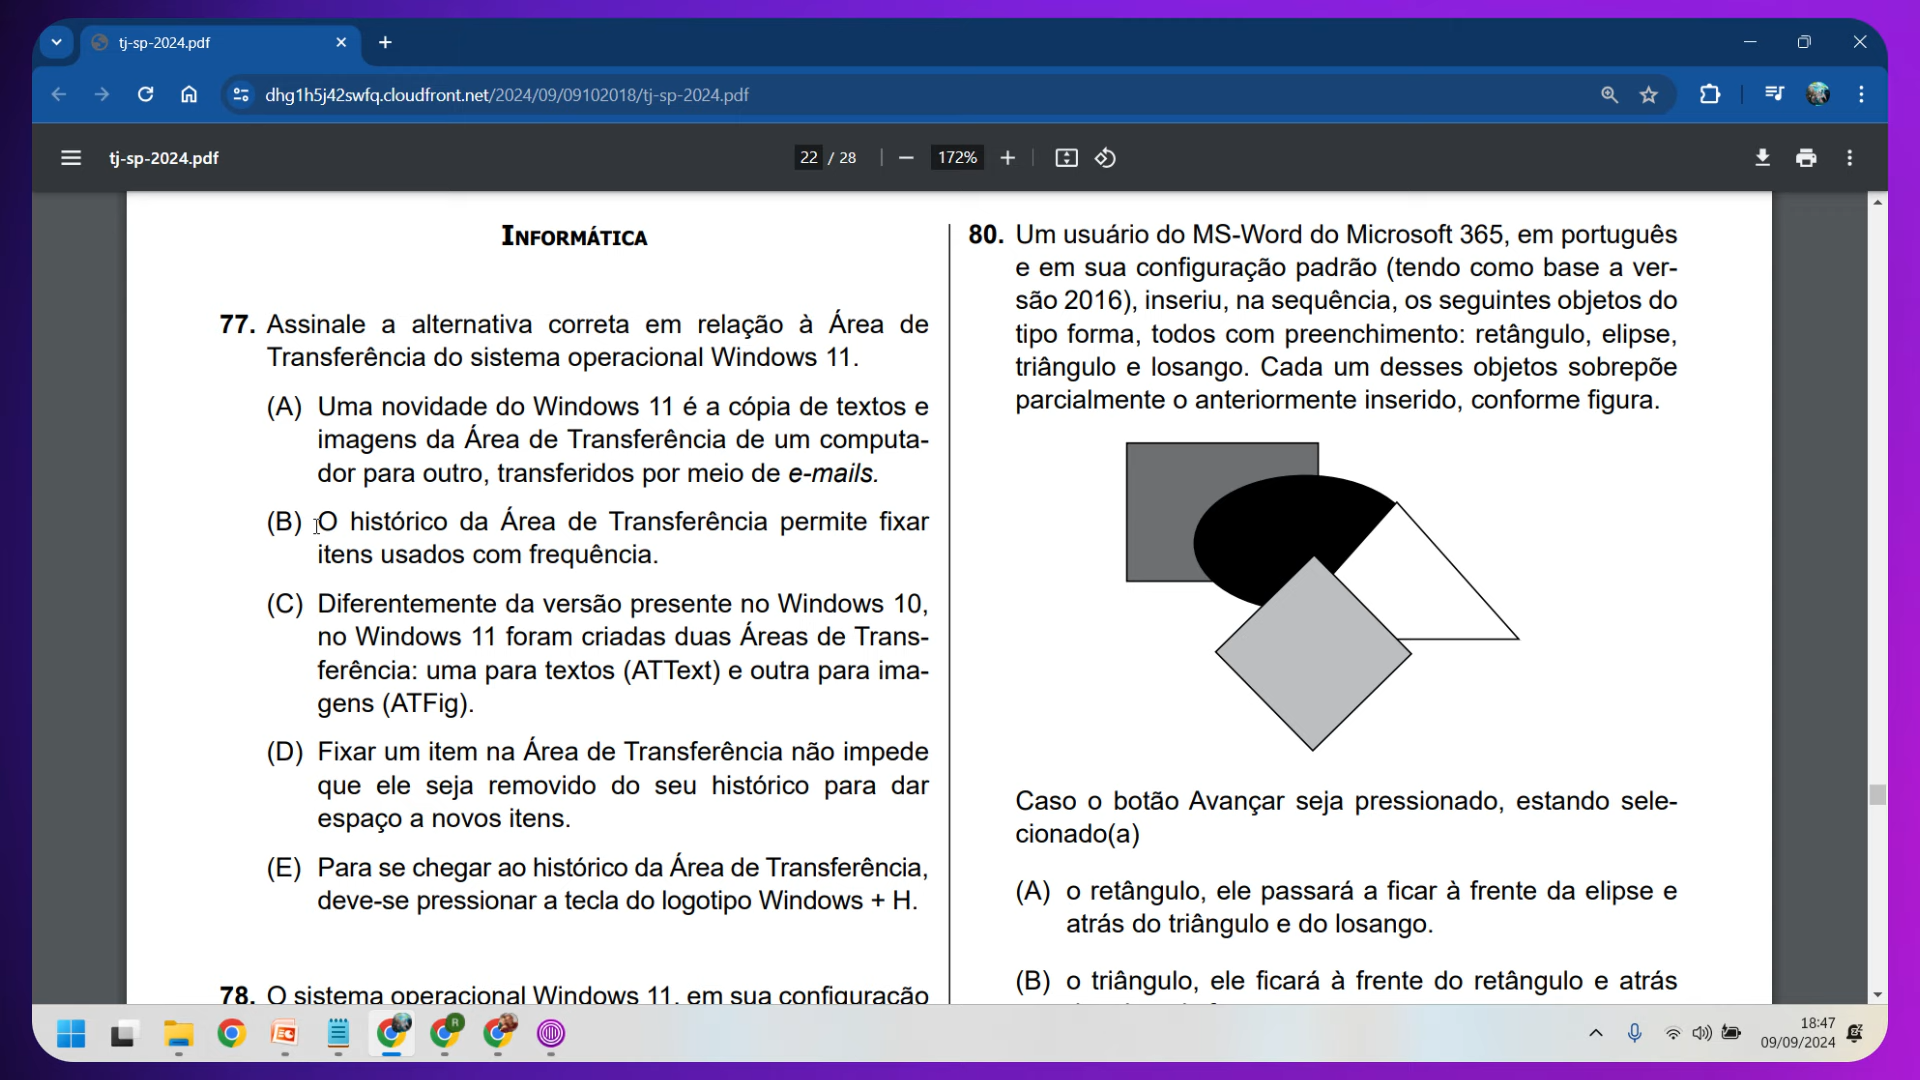 tj-sp-2024.pdf
dhg1h5j42swfq.cloudfront.net/2024/09/09102018/tj-sp-2024.pdf
tj-sp-2024.pdf
22 / 28
172%
INFORMÁTICA
77. Assinale a alternativa correta em relação à Área de
Transferência do sistema operacional Windows 11.
(A) Uma novidade do Windows 11 é a cópia de textos e
imagens da Área de Transferência de um computa-
dor para outro, transferidos por meio de e-mails.
(B) O histórico da Área de Transferência permite fixar
itens usados com frequência.
(C) Diferentemente da versão presente no Windows 10,
no Windows 11 foram criadas duas Áreas de Trans-
ferência: uma para textos (ATText) e outra para ima-
gens (ATFig).
(D) Fixar um item na Área de Transferência não impede
que ele seja removido do seu histórico para dar
espaço a novos itens.
(E) Para se chegar ao histórico da Área de Transferência,
deve-se pressionar a tecla do logotipo Windows + H.
78. O sistema operacional Windows 11, em sua configuração
80. Um usuário do MS-Word do Microsoft 365, em português
e em sua configuração padrão (tendo como base a ver-
são 2016), inseriu, na sequência, os seguintes objetos do
tipo forma, todos com preenchimento: retângulo, elipse,
triângulo e losango. Cada um desses objetos sobrepõe
parcialmente o anteriormente inserido, conforme figura.
Caso o botão Avançar seja pressionado, estando sele-
cionado(a)
(A) o retângulo, ele passará a ficar à frente da elipse e
atrás do triângulo e do losango.
(B) o triângulo, ele ficará à frente do retângulo e atrás
R
18:47
09/09/2024